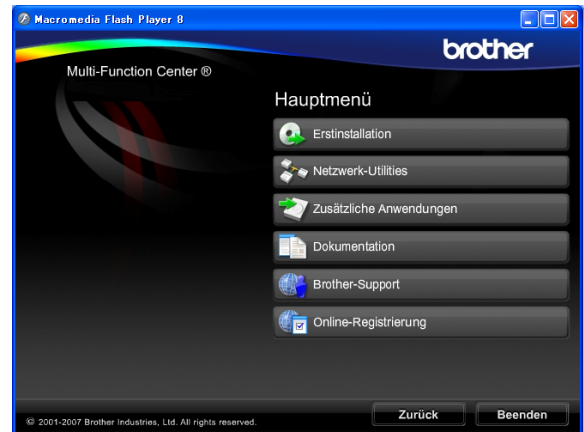 Macromedia Flash Player 8
brother
Multi-Function Center ®
Hauptmenü
Erstinstallation
Netzwerk-Utilities
Zusätzliche Anwendungen
Dokumentation
Brother-Support
Online-Registrierung
© 2001-2007 Brother Industries, Ltd. All rights reserved.
Zurück
Beenden